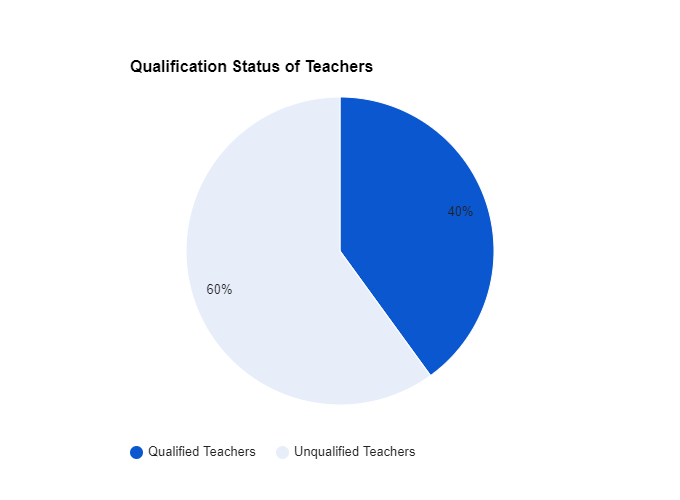 Qualification Status of Teachers
40%
60%
Qualified Teachers
Unqualified Teachers